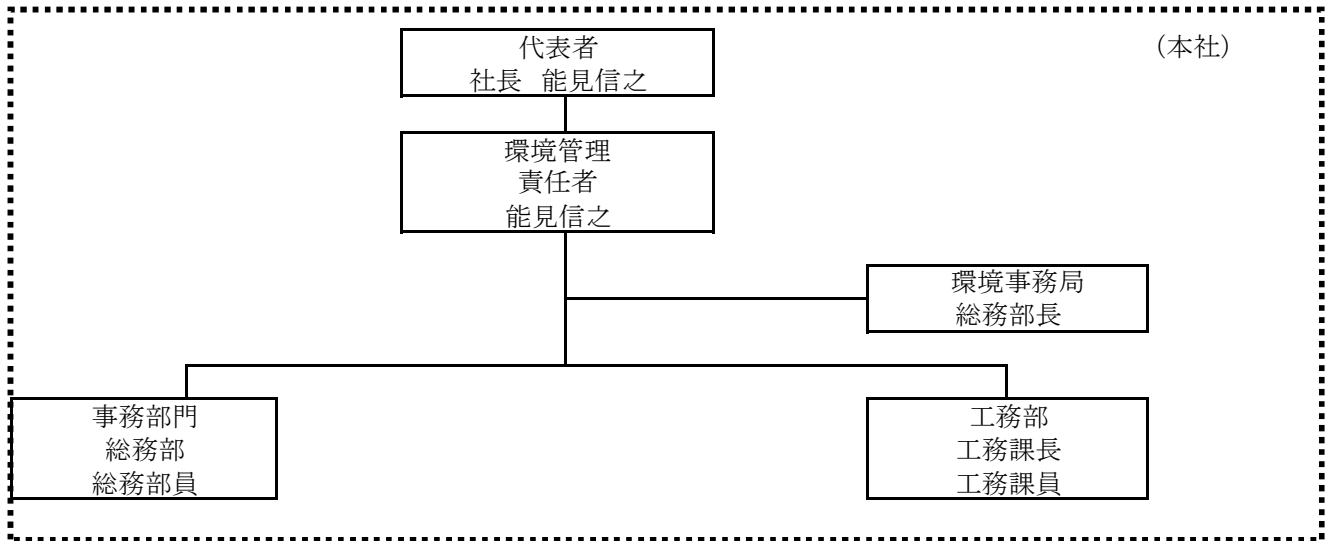 (本社)
代表者
社長 能見信之
環境管理
責任者
能見信之
環境事務局
総務部長
事務部門
総務部
総務部員
工務部
工務課長
工務課員